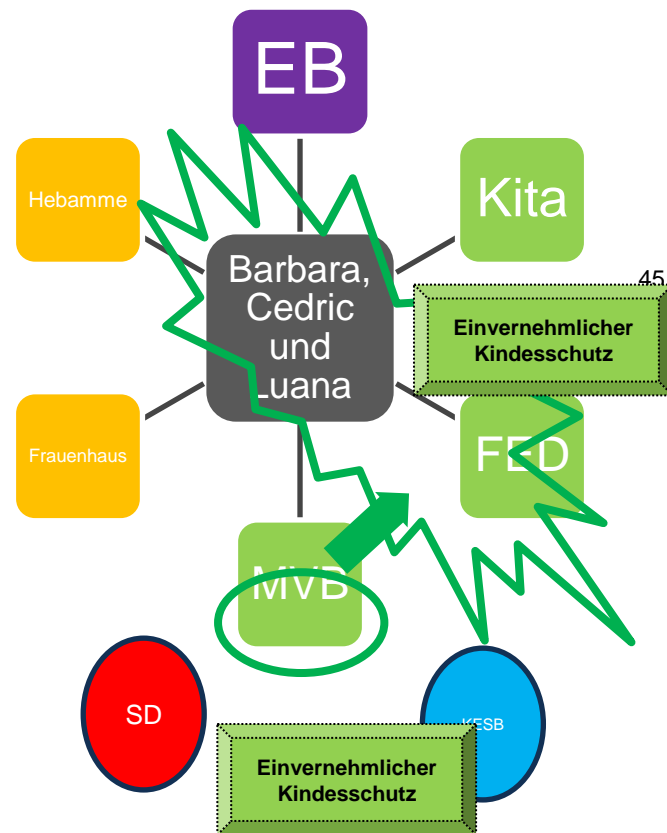 EB
Hebamme
Kita
Barbara,
Cedric
und
Luana
45
Einvernehmlicher
Kindesschutz
Frauenhaus
FED
MVB
SD
KESB
Einvernehmlicher
Kindesschutz